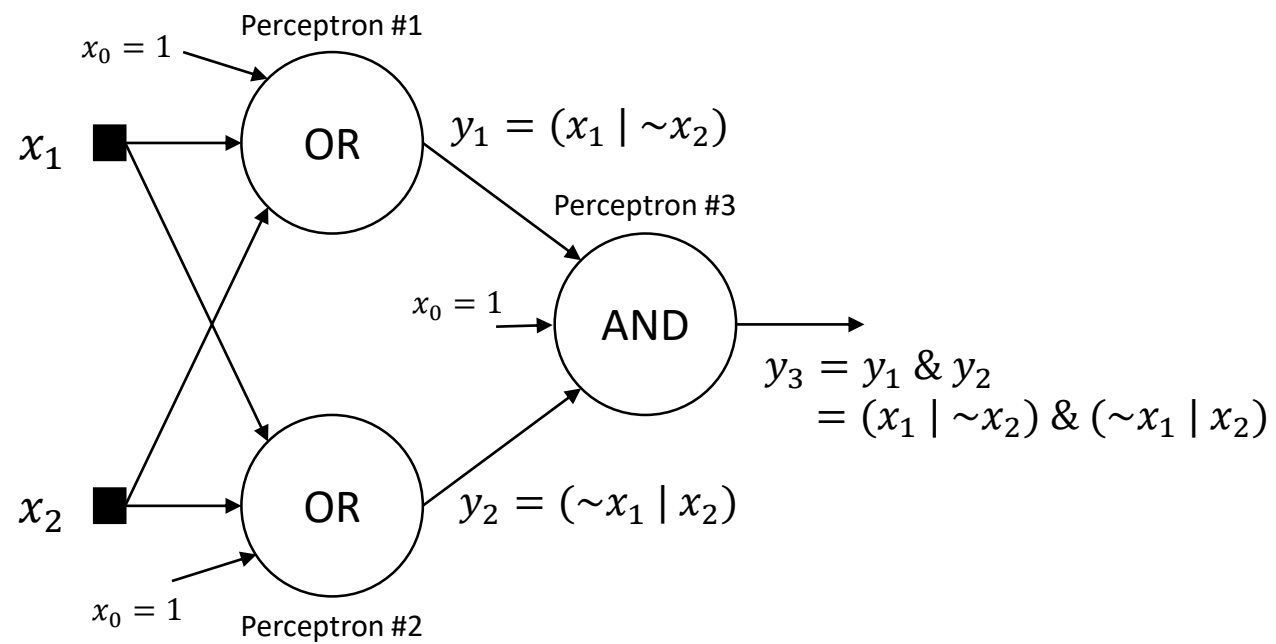 Perceptron #1
x₀ = 1
x₁
OR
y₁ = (x₁ | ~x₂)
Perceptron #3
x₀ = 1
AND
y₃ = y₁ & y₂
= (x₁ | ~x₂) & (~x₁ | x₂)
x₂
OR
y₂ = (~x₁ | x₂)
x₀ = 1
Perceptron #2